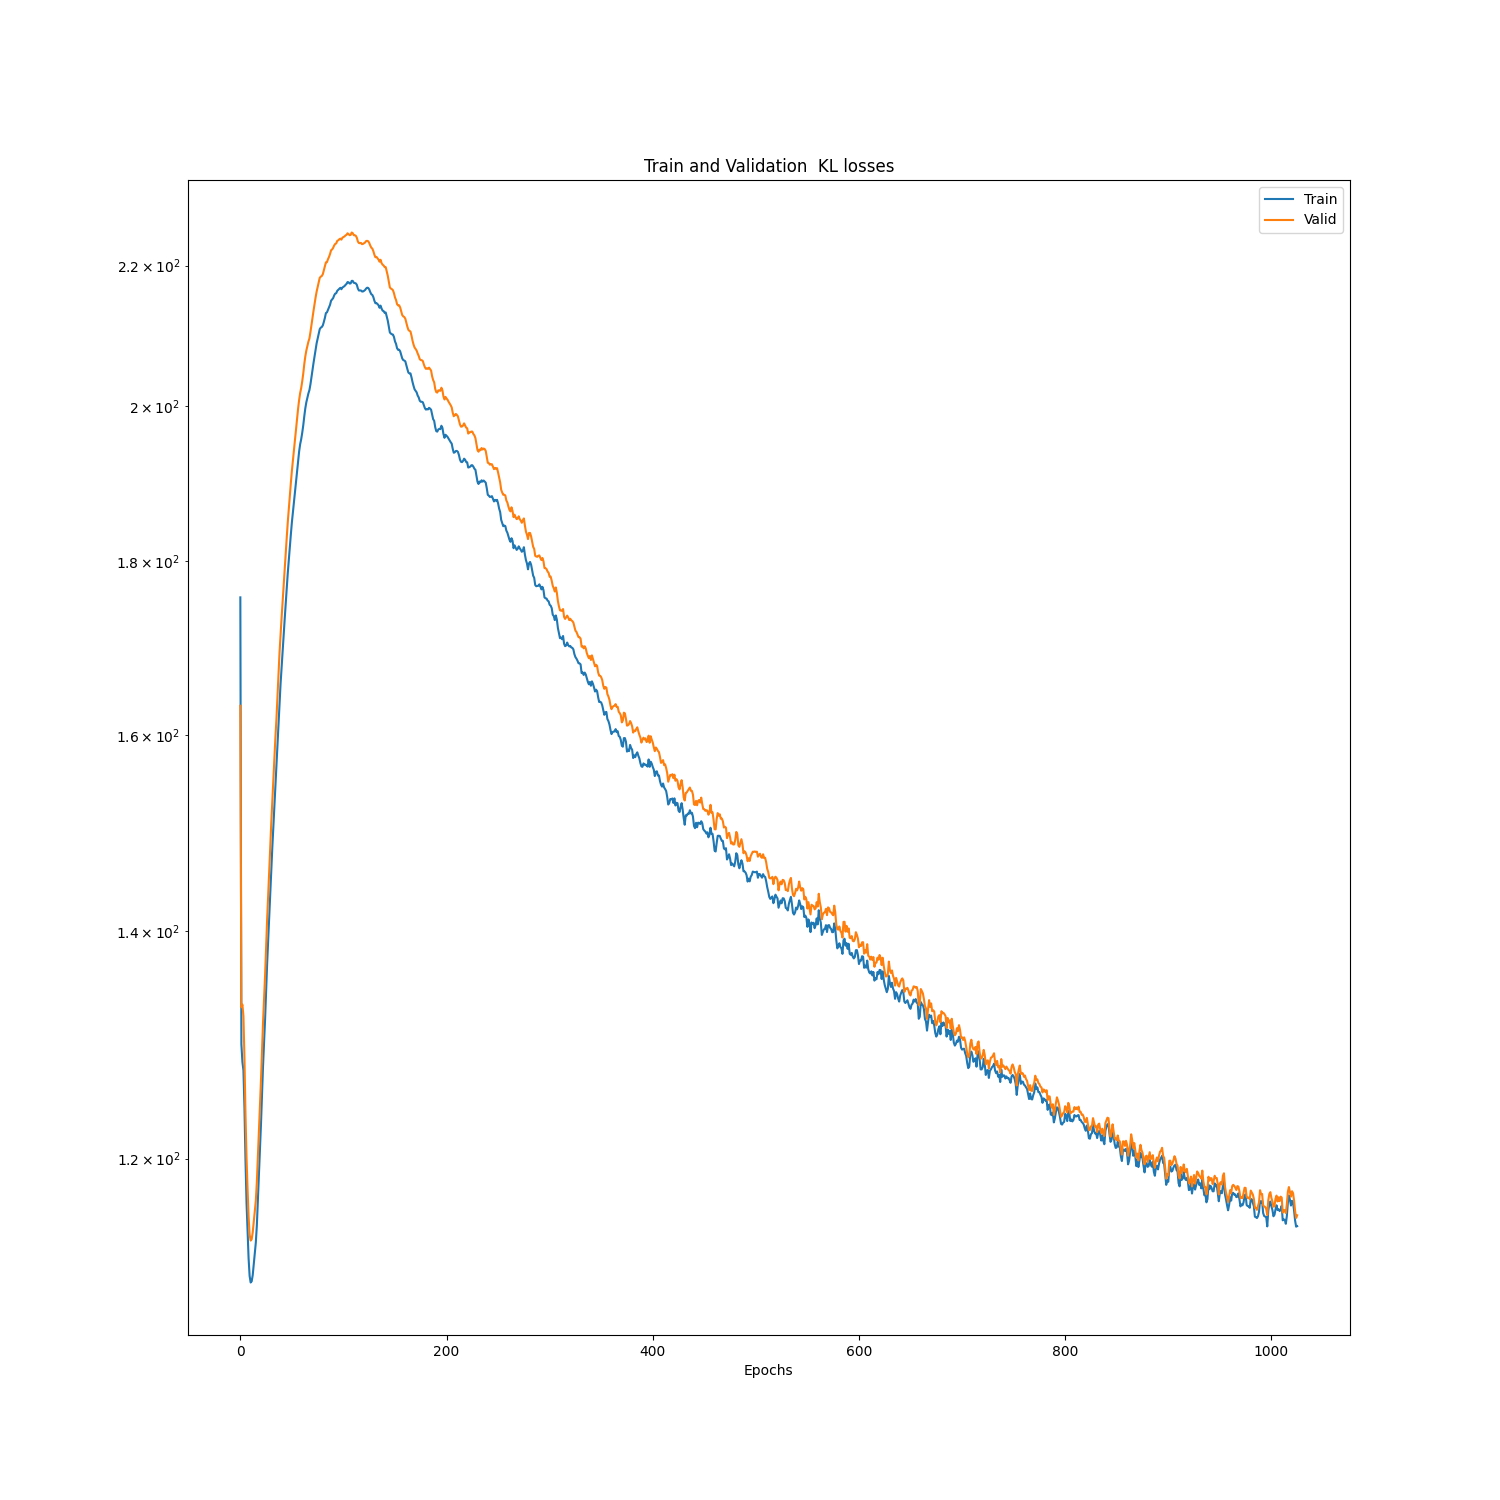 Train and Validation  KL losses
Train
Valid
2.2 × 10²
2 × 10²
1.8 × 10²
1.6 × 10²
1.4 × 10²
1.2 × 10²
0 200 400 600 800 1000
Epochs